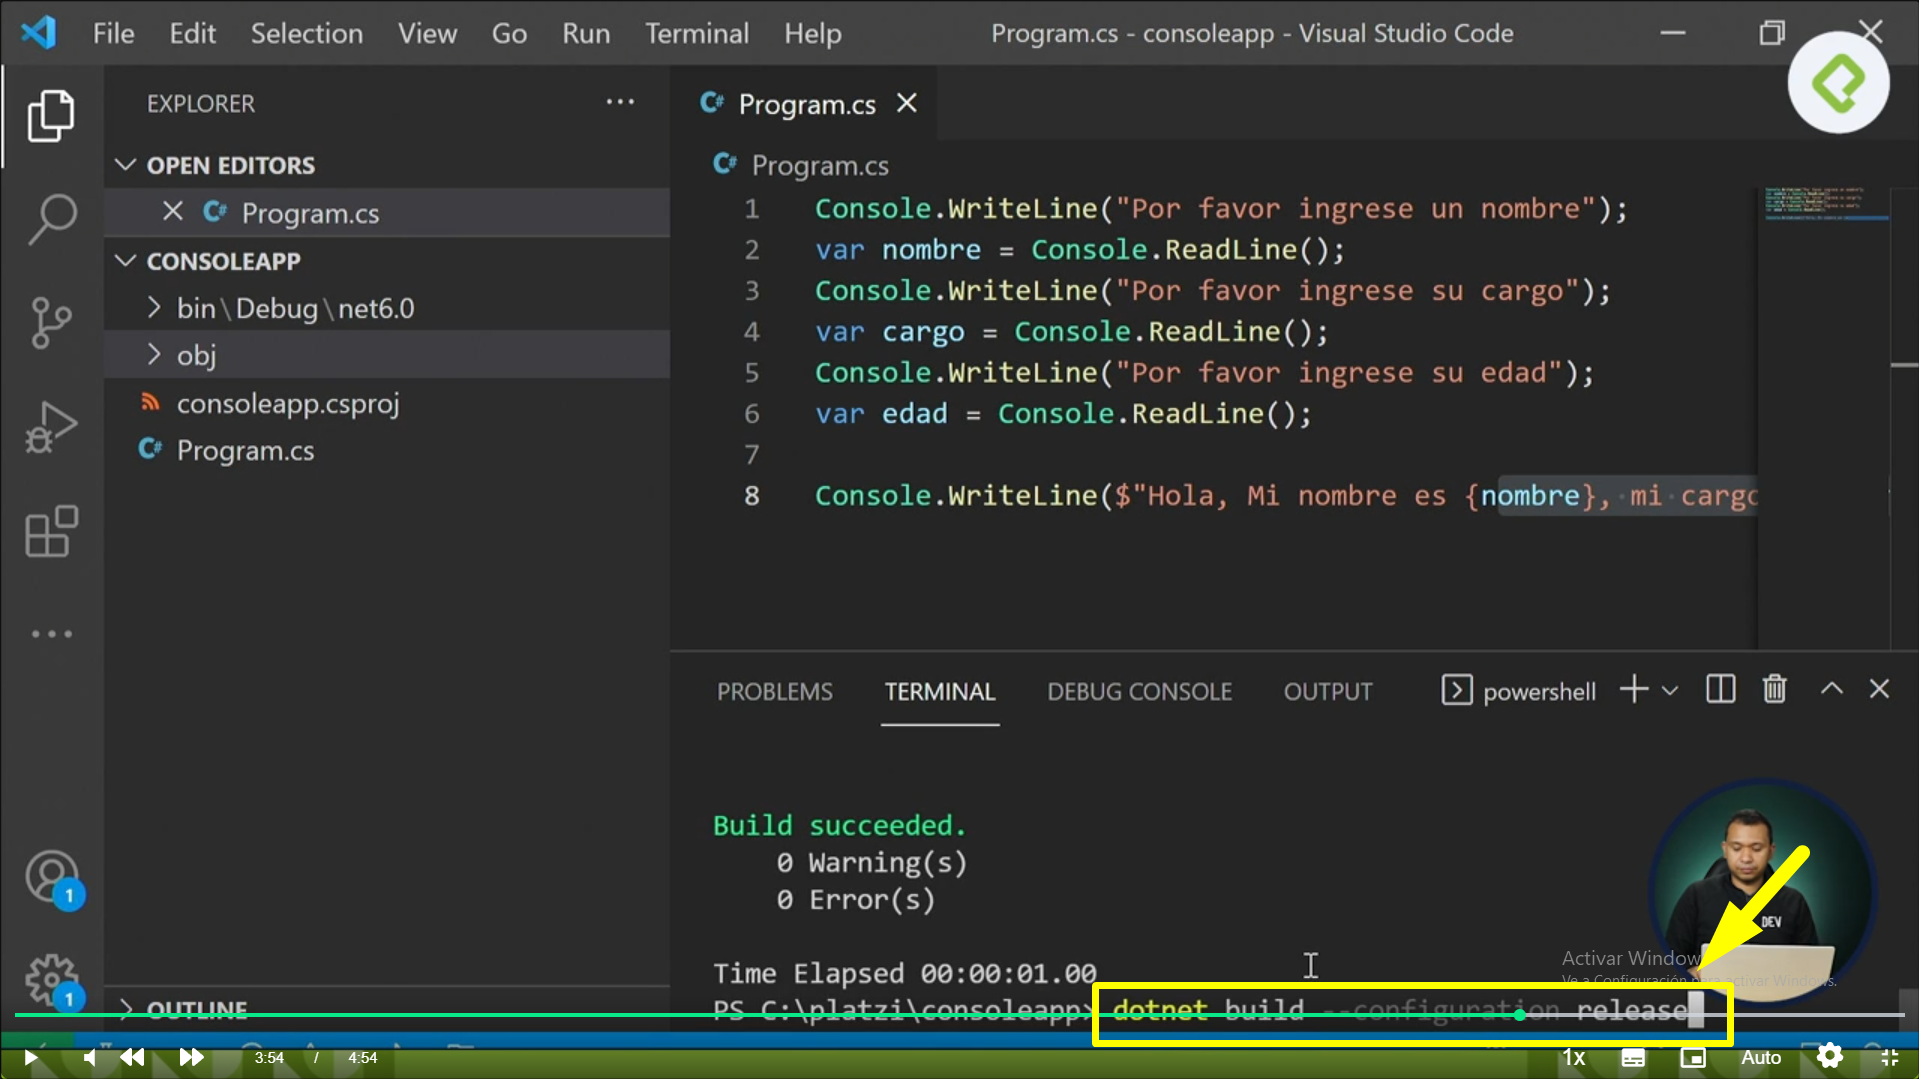 File Edit Selection View Go Run Terminal Help Program.cs - consoleapp - Visual Studio Code
EXPLORER
OPEN EDITORS
Program.cs
CONSOLEAPP
bin\Debug\net6.0
obj
consoleapp.csproj
Program.cs
OUTLINE
1
1
Program.cs
Program.cs
1 Console.WriteLine("Por favor ingrese un nombre");
2 var nombre = Console.ReadLine();
3 Console.WriteLine("Por favor ingrese su cargo");
4 var cargo = Console.ReadLine();
5 Console.WriteLine("Por favor ingrese su edad");
6 var edad = Console.ReadLine();
7
8 Console.WriteLine($"Hola, Mi nombre es {nombre}, mi cargo
PROBLEMS TERMINAL DEBUG CONSOLE OUTPUT powershell
Build succeeded.
0 Warning(s)
0 Error(s)
Time Elapsed 00:00:01.00
PS C:\platzi\consoleapp> dotnet build --configuration release
DEV
Activar Window
Ve a Configuración para activar Windows.
3:54 / 4:54 1x Auto